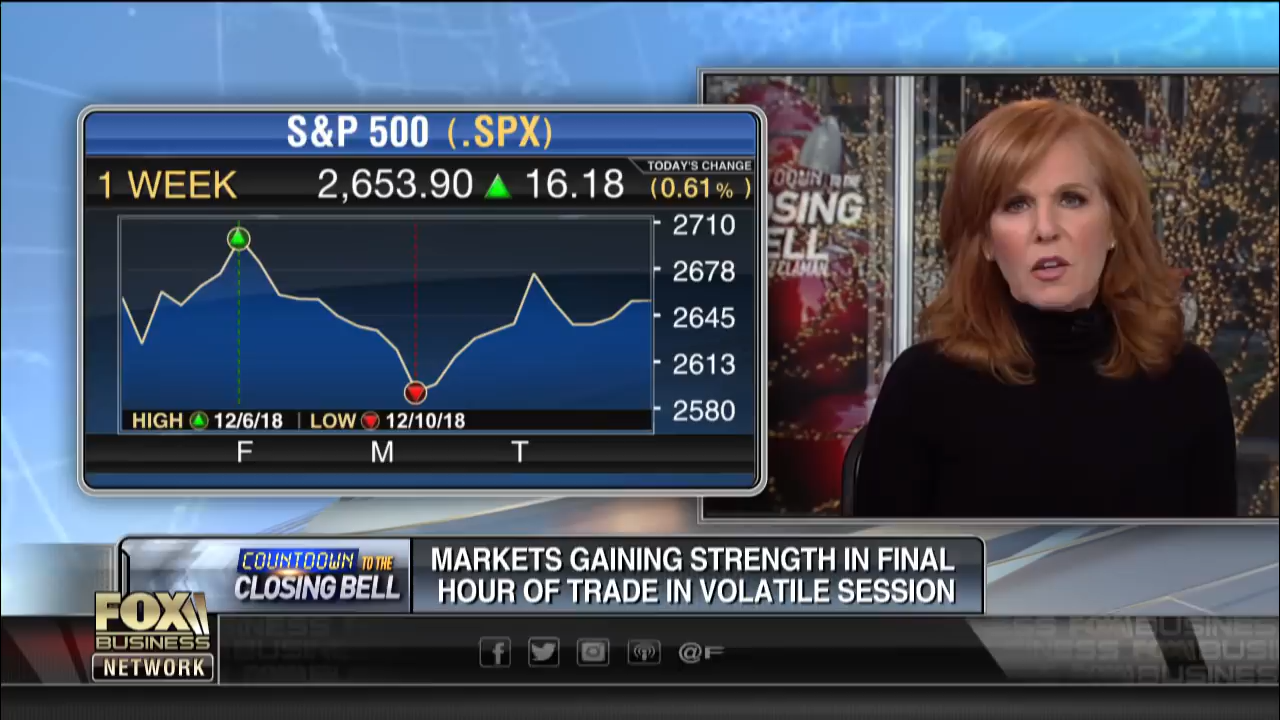 S&P 500 (.SPX)
1 WEEK 2,653.90 ▲ 16.18
TODAY'S CHANGE
(0.61%)
2710
2678
2645
2613
2580
HIGH 12/6/18 | LOW 12/10/18
F M T
CLAMAN
COUNTDOWN TO THE
CLOSING BELL
MARKETS GAINING STRENGTH IN FINAL
HOUR OF TRADE IN VOLATILE SESSION
FOX
BUSINESS
NETWORK
@F